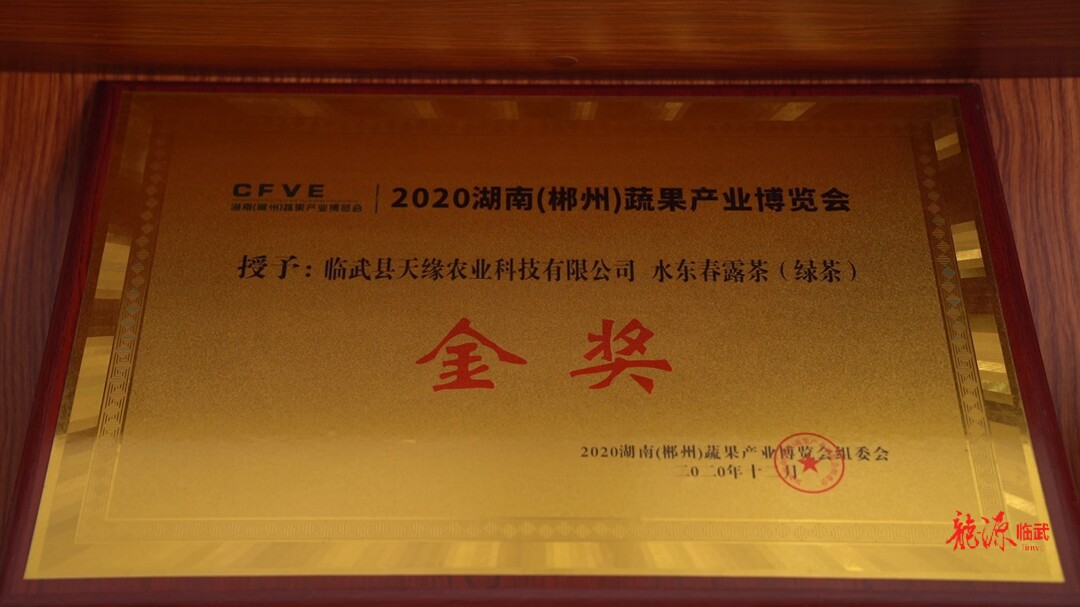 CFVE
湖南(郴州)蔬果产业博览会
2020湖南(郴州)蔬果产业博览会
授予：临武县天缘农业科技有限公司 水东春露茶（绿茶）
金奖
2020湖南(郴州)蔬果产业博览会组委会
二〇二〇年十二月
龍源临武